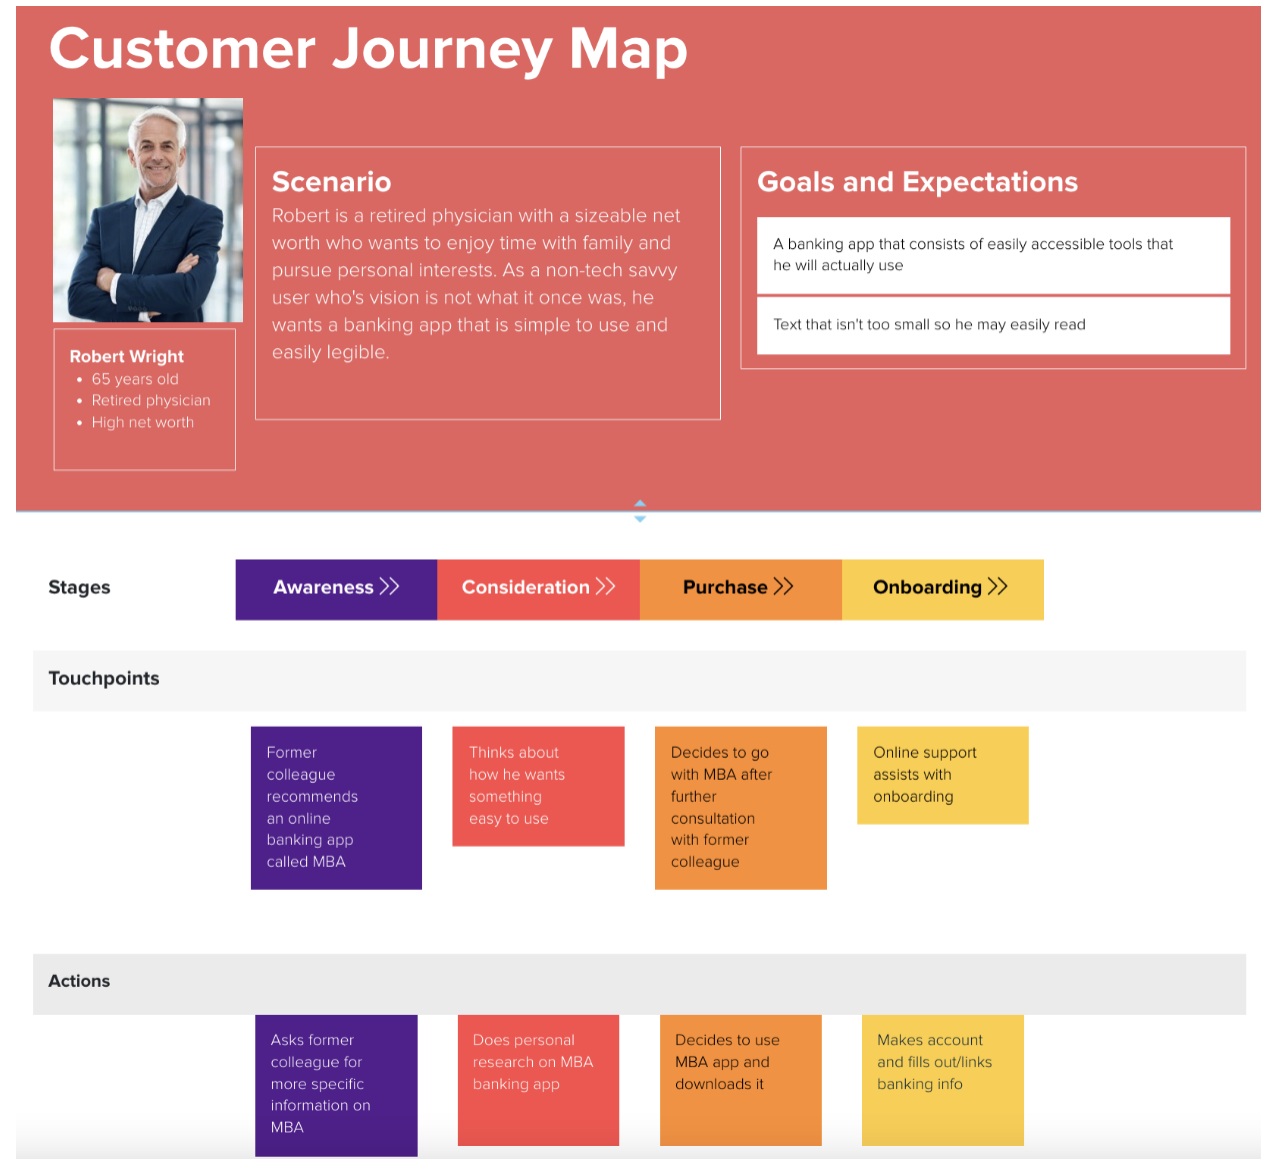 Customer Journey Map
Robert Wright
65 years old
Retired physician
High net worth
Scenario
Robert is a retired physician with a sizeable net
worth who wants to enjoy time with family and
pursue personal interests. As a non-tech savvy
user who's vision is not what it once was, he
wants a banking app that is simple to use and
easily legible.
Goals and Expectations
A banking app that consists of easily accessible tools that
he will actually use
Text that isn't too small so he may easily read
Stages
Awareness
Consideration
Purchase
Onboarding
Touchpoints
Former
colleague
recommends
an online
banking app
called MBA
Thinks about
how he wants
something
easy to use
Decides to go
with MBA after
further
consultation
with former
colleague
Online support
assists with
onboarding
Actions
Asks former
colleague for
more specific
information on
MBA
Does personal
research on MBA
banking app
Decides to use
MBA app and
downloads it
Makes account
and fills out/links
banking info